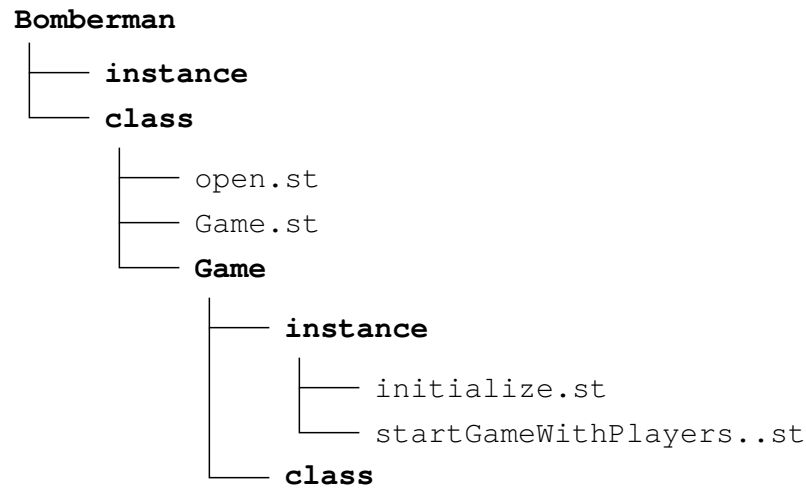 Bomberman
instance
class
open.st
Game.st
Game
instance
initialize.st
startGameWithPlayers..st
class